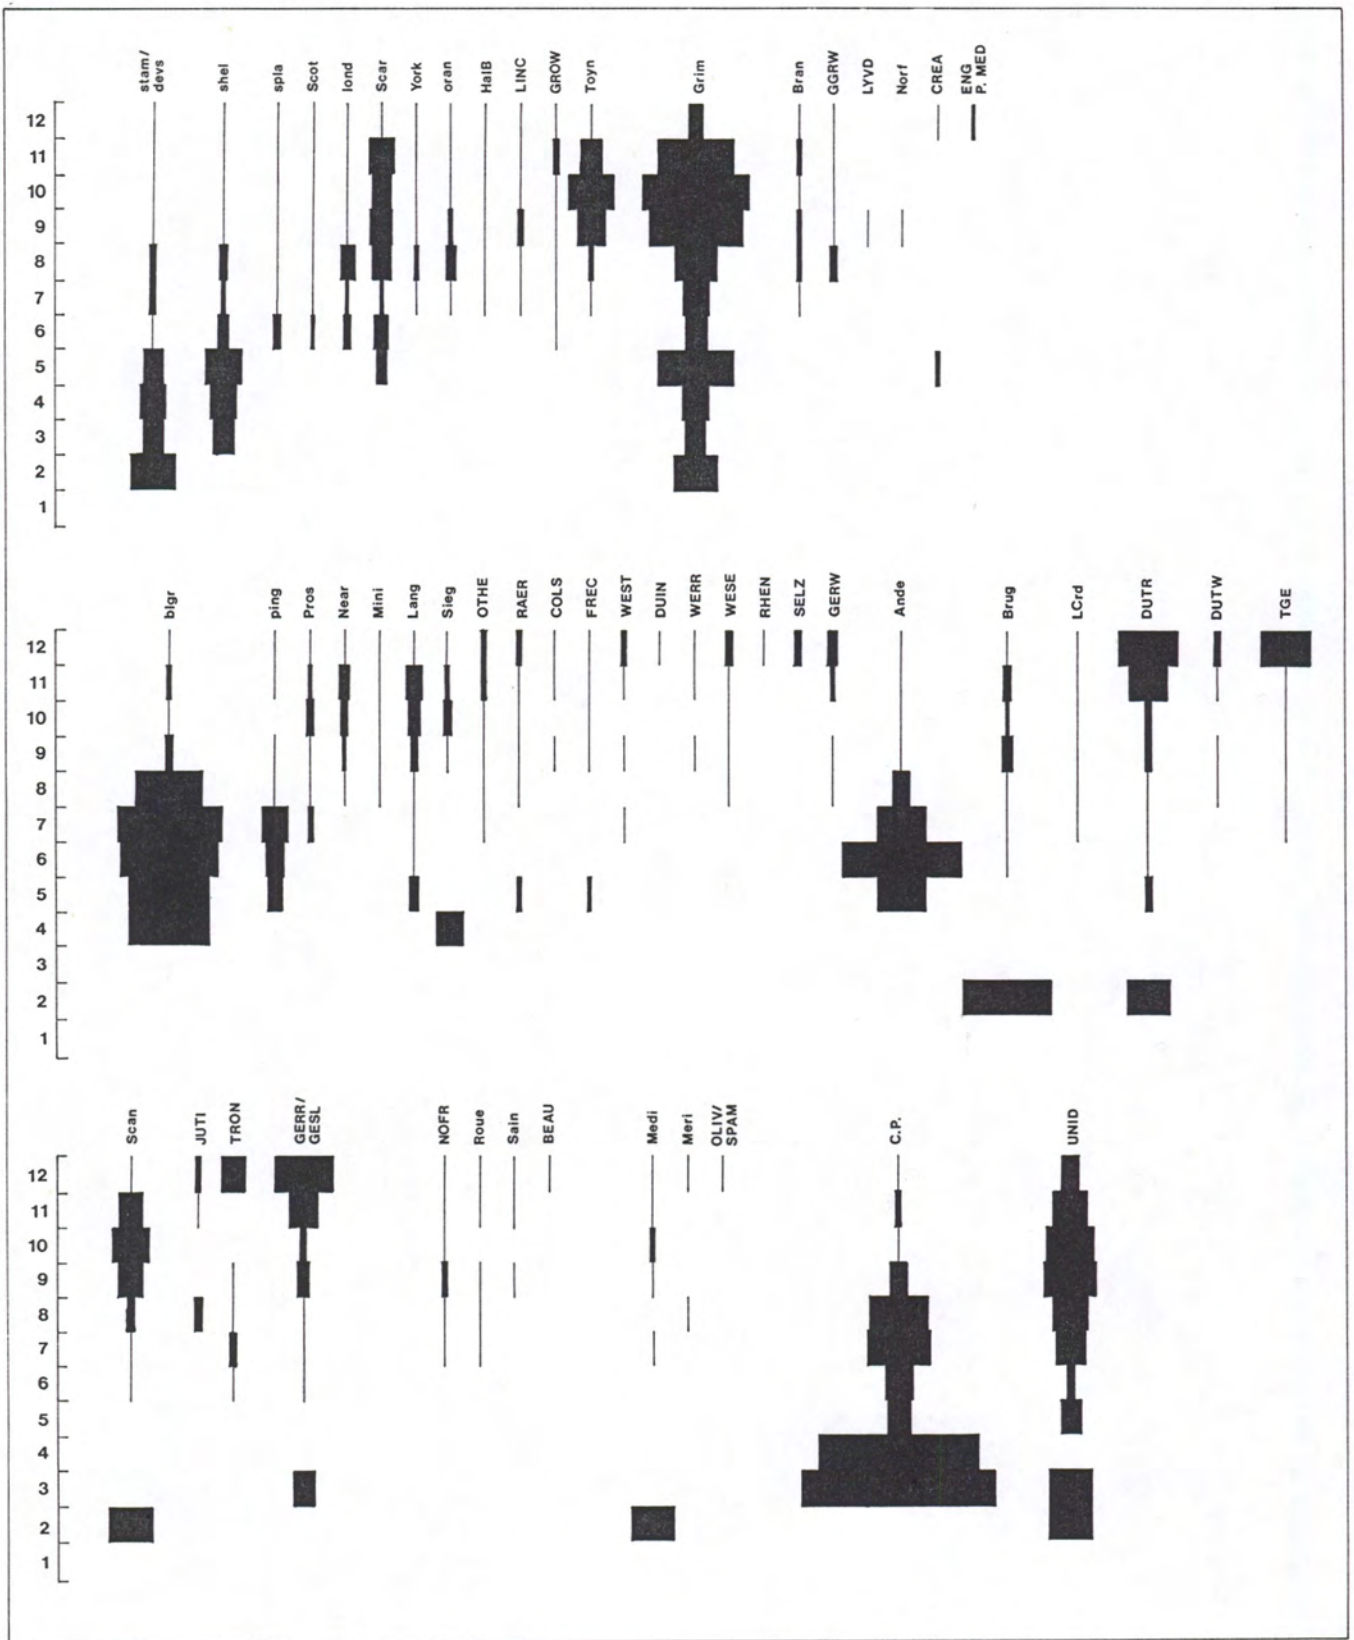 stam/
devs
shel
spla
Scot
lond
Scar
York
oran
HalB
LINC
GROW
Toyn
Grim
Bran
GGRW
LYVD
Norf
CREA
ENG
P. MED
12
11
10
9
8
7
6
5
4
3
2
1
blgr
ping
Pros
Near
Mini
Lang
Sieg
OTHE
RAER
COLS
FREC
WEST
DUIN
WERR
WESE
RHEN
SELZ
GERW
Ande
Brug
LCrd
DUTR
DUTW
TGE
12
11
10
9
8
7
6
5
4
3
2
1
Scan
JUTI
TRON
GERR/
GESL
NOFR
Roue
Sain
BEAU
Medi
Meri
OLIV/
SPAM
C.P.
UNID
12
11
10
9
8
7
6
5
4
3
2
1